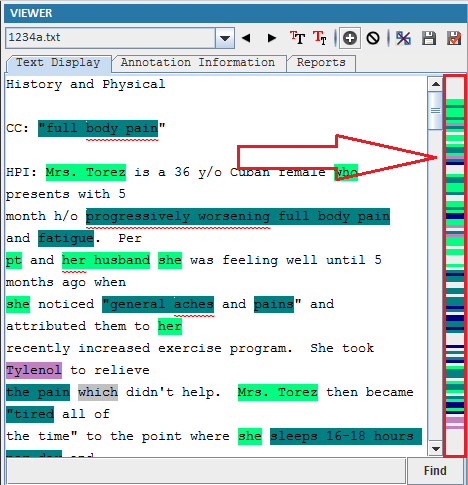 VIEWER
1234a.txt
Text Display
Annotation Information
Reports
History and Physical
CC: "full body pain"
HPI: Mrs. Torez is a 36 y/o Cuban female who
presents with 5
month h/o progressively worsening full body pain
and fatigue. Per
pt and her husband she was feeling well until 5
months ago when
she noticed "general aches and pains" and
attributed them to her
recently increased exercise program. She took
Tylenol to relieve
the pain which didn't help. Mrs. Torez then became
"tired all of
the time" to the point where she sleeps 16-18 hours
per day and
Find